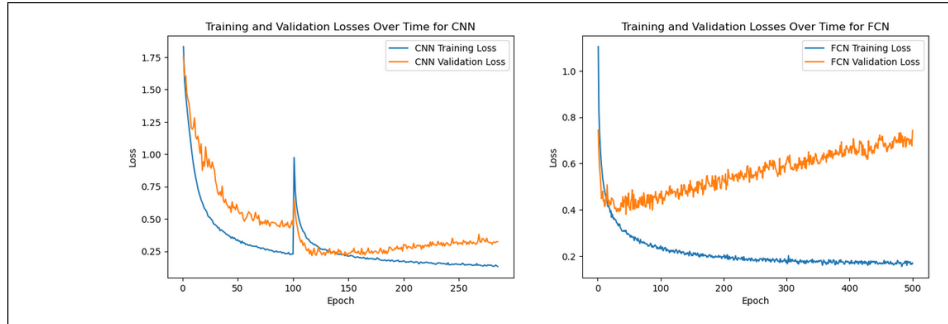 Training and Validation Losses Over Time for CNN
CNN Training Loss
CNN Validation Loss
1.75
1.50
1.25
1.00
0.75
0.50
0.25
Loss
0
50
100
150
200
250
Epoch
Training and Validation Losses Over Time for FCN
FCN Training Loss
FCN Validation Loss
1.0
0.8
0.6
0.4
0.2
Loss
0
100
200
300
400
500
Epoch